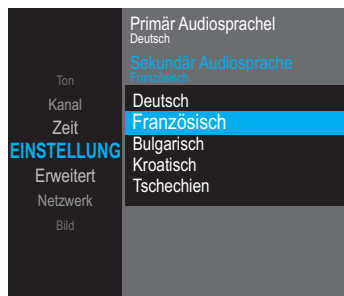 Ton
Kanal
Zeit
EINSTELLUNG
Erweitert
Netzwerk
Bild
Primär Audiosprachel
Deutsch
Sekundär Audiosprache
Französisch
Deutsch
Französisch
Bulgarisch
Kroatisch
Tschechien